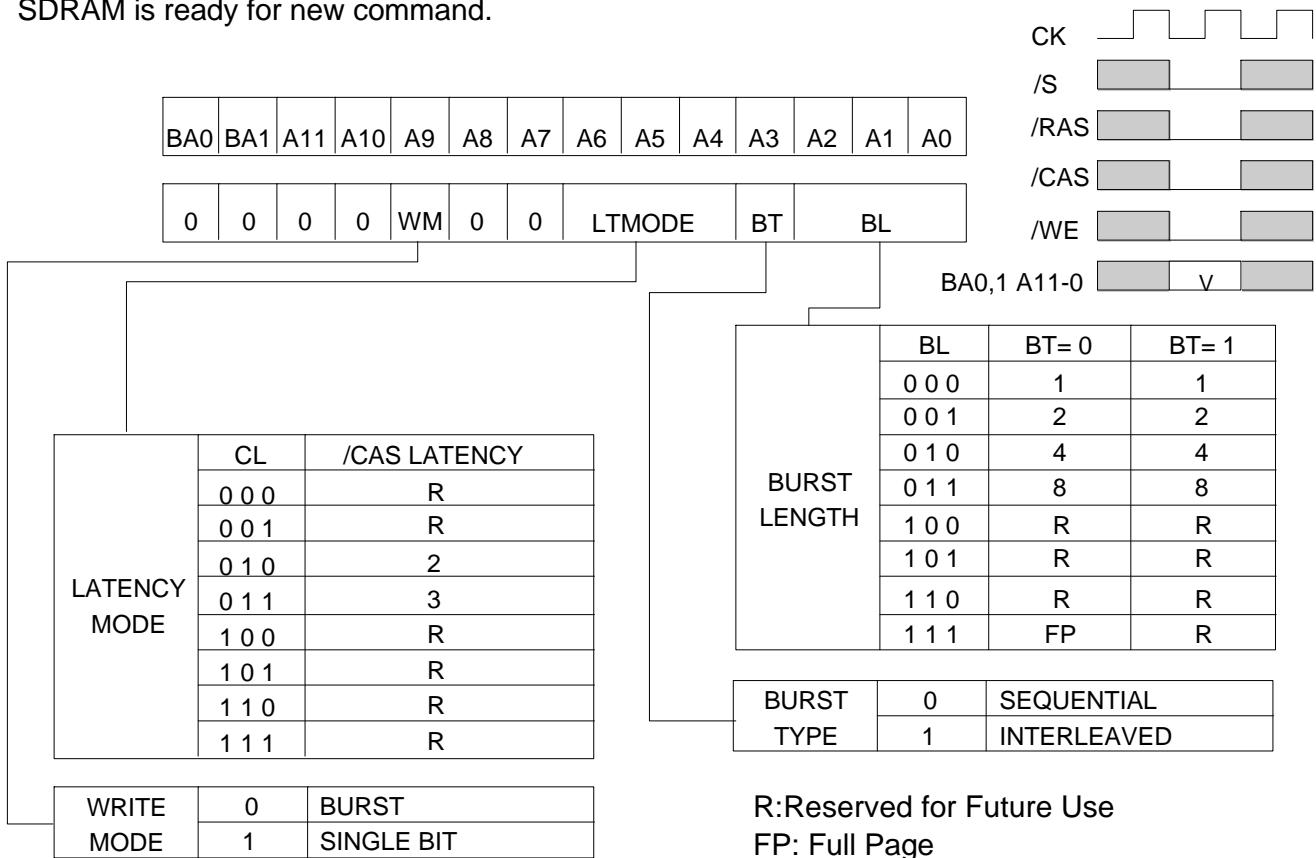 SDRAM is ready for new command.
CK
/S
/RAS
/CAS
/WE
BA0,1 A11-0 V
BA0 BA1 A11 A10 A9 A8 A7 A6 A5 A4 A3 A2 A1 A0
0 0 0 0 WM 0 0 LTMODE BT BL
BURST LENGTH
BL BT= 0 BT= 1
0 0 0 1 1
0 0 1 2 2
0 1 0 4 4
0 1 1 8 8
1 0 0 R R
1 0 1 R R
1 1 0 R R
1 1 1 FP R
LATENCY MODE
CL /CAS LATENCY
0 0 0 R
0 0 1 R
0 1 0 2
0 1 1 3
1 0 0 R
1 0 1 R
1 1 0 R
1 1 1 R
BURST TYPE
0 SEQUENTIAL
1 INTERLEAVED
WRITE MODE
0 BURST
1 SINGLE BIT
R:Reserved for Future Use
FP: Full Page